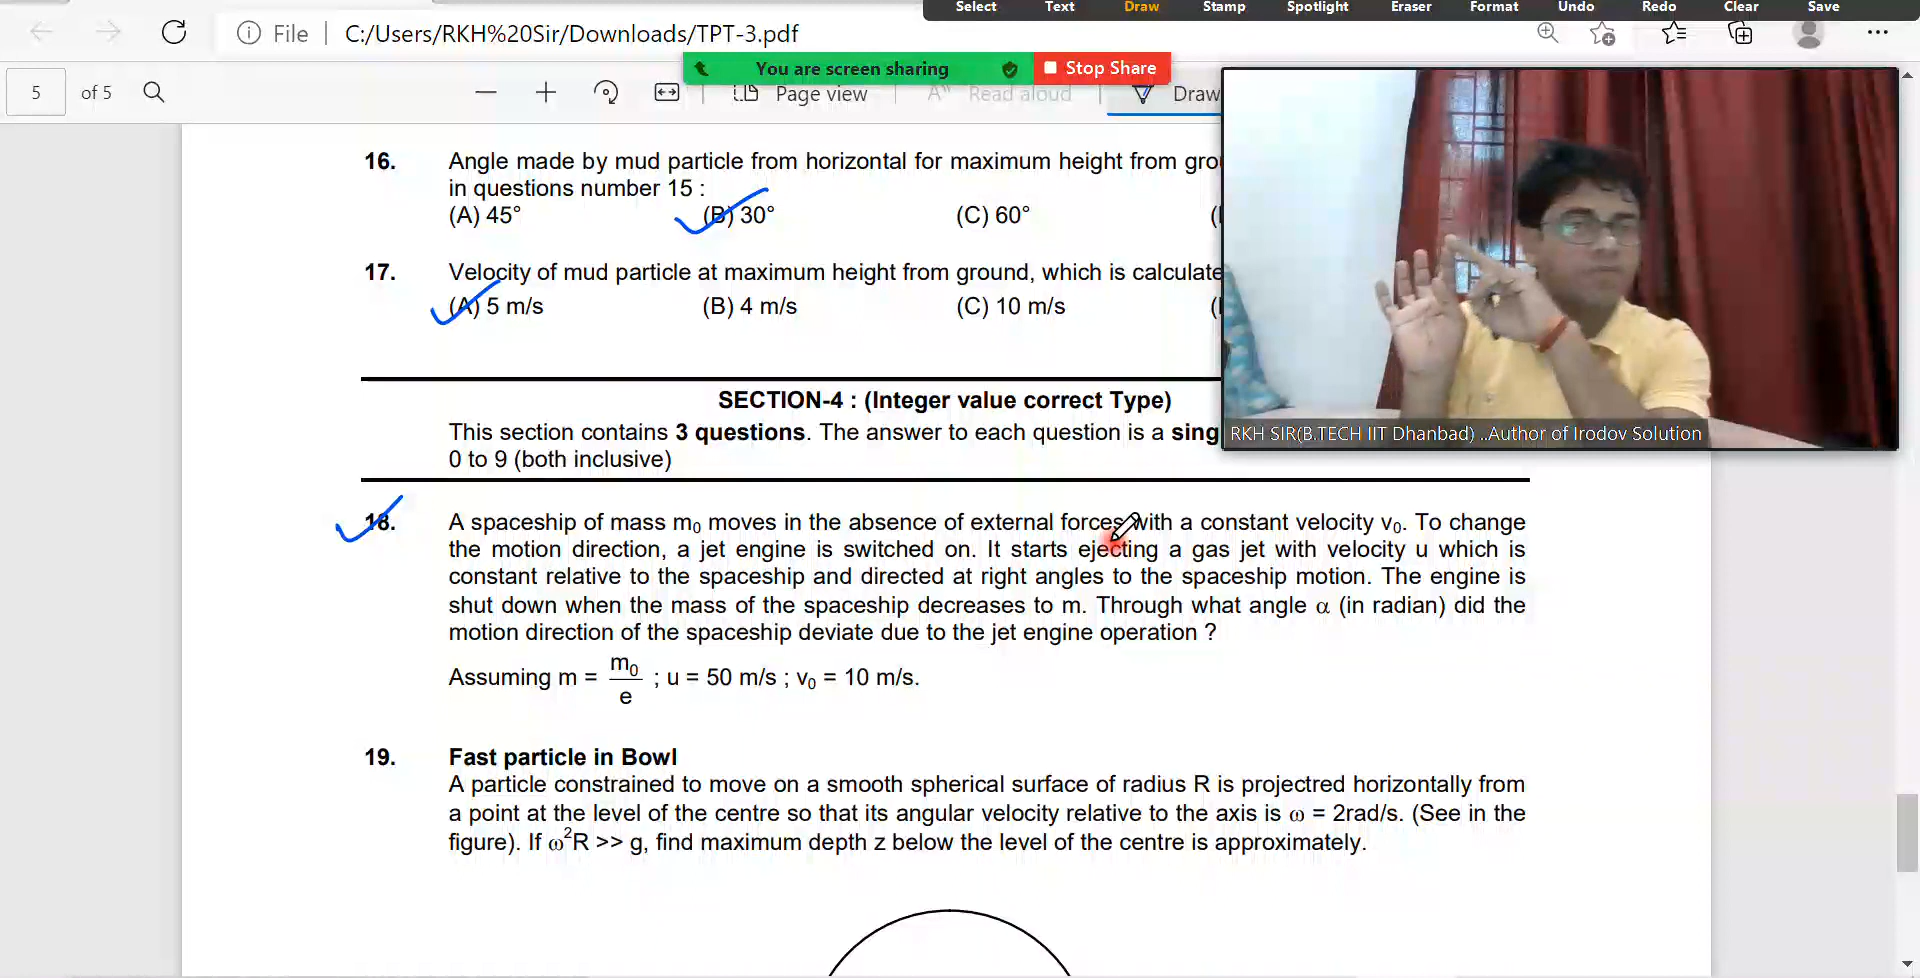 Select Text Draw Stamp Spotlight Eraser Format Undo Redo Clear Save
File C:/Users/RKH%20Sir/Downloads/TPT-3.pdf
You are screen sharing Stop Share
5 of 5 Page view Read aloud Draw
16. Angle made by mud particle from horizontal for maximum height from
in questions number 15 :
(A) 45° (B) 30° (C) 60°
17. Velocity of mud particle at maximum height from ground, which is
(A) 5 m/s (B) 4 m/s (C) 10 m/s
RKH SIR(B.TECH IIT Dhanbad) ..Author of Irodov Solution
SECTION-4 : (Integer value correct Type)
This section contains 3 questions. The answer to each question is a
0 to 9 (both inclusive)
18. A spaceship of mass m₀ moves in the absence of external forces with a constant velocity v₀. To change
the motion direction, a jet engine is switched on. It starts ejecting a gas jet with velocity u which is
constant relative to the spaceship and directed at right angles to the spaceship motion. The engine is
shut down when the mass of the spaceship decreases to m. Through what angle α (in radian) did the
motion direction of the spaceship deviate due to the jet engine operation ?
Assuming m = m₀/e ; u = 50 m/s ; v₀ = 10 m/s.
19. Fast particle in Bowl
A particle constrained to move on a smooth spherical surface of radius R is projectred horizontally from
a point at the level of the centre so that its angular velocity relative to the axis is ω = 2rad/s. (See in the
figure). If ω²R >> g, find maximum depth z below the level of the centre is approximately.